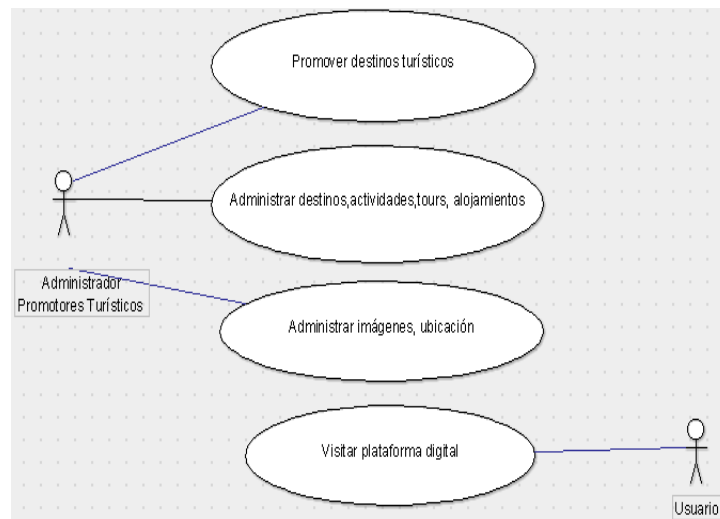 Promover destinos turísticos
Administrar destinos,actividades,tours, alojamientos
Administrador
Promotores Turísticos
Administrar imágenes, ubicación
Visitar plataforma digital
Usuario